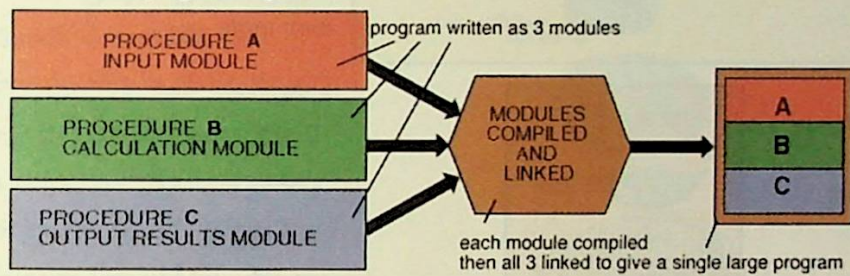 program written as 3 modules
PROCEDURE A
INPUT MODULE
PROCEDURE B
CALCULATION MODULE
PROCEDURE C
OUTPUT RESULTS MODULE
MODULES
COMPILED
AND
LINKED
A
B
C
each module compiled
then all 3 linked to give a single large program